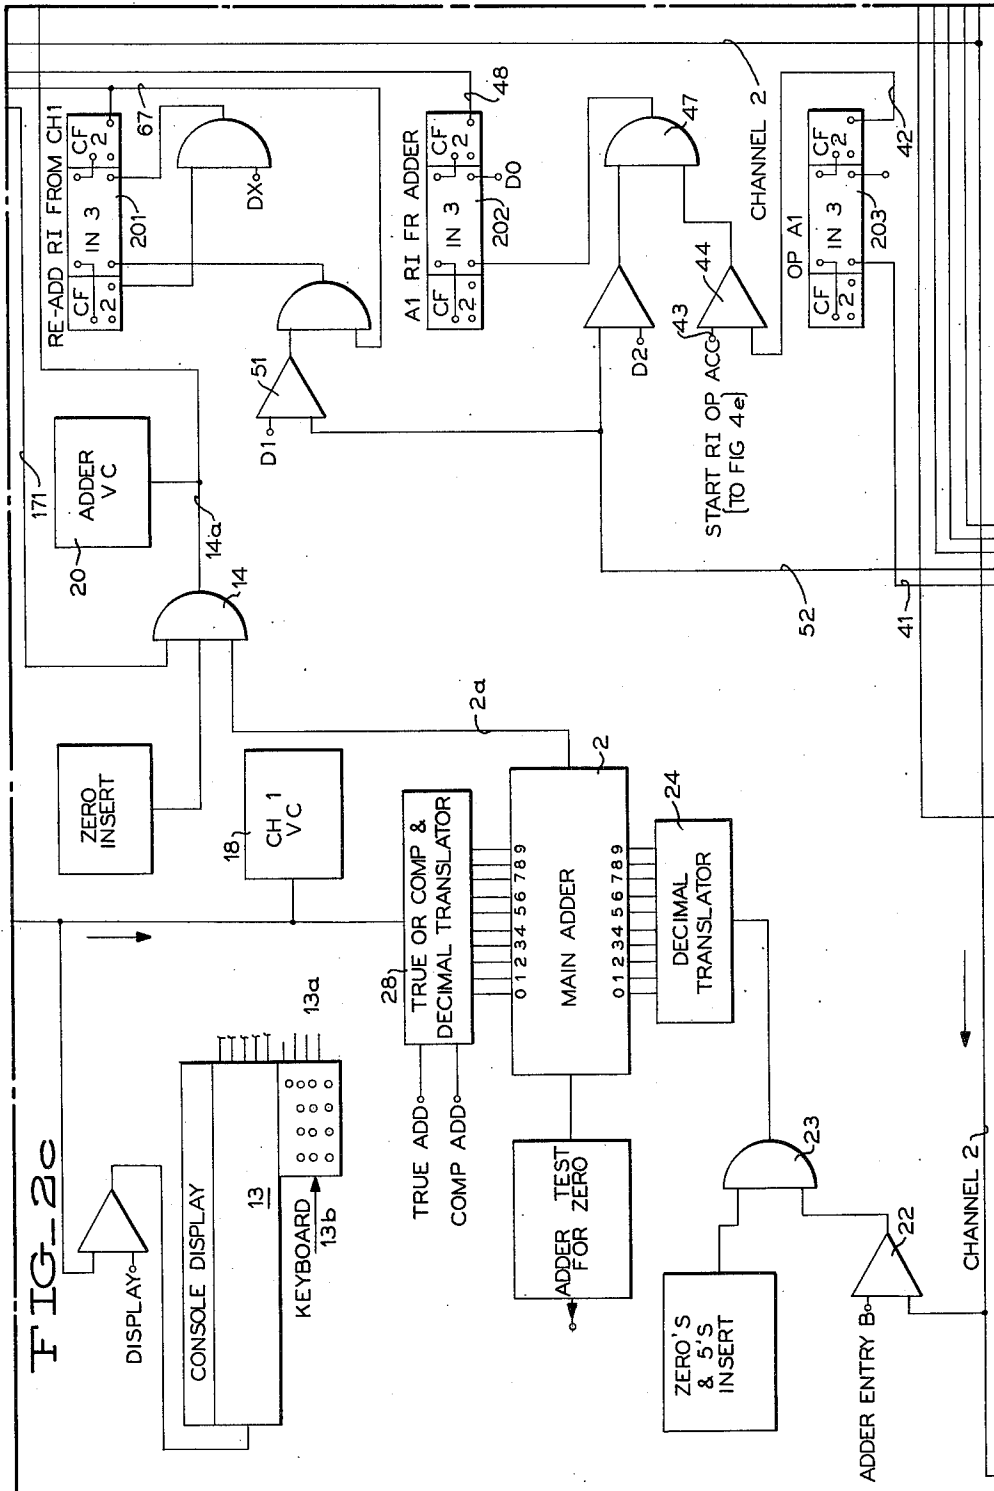 FIG_2c
DISPLAY
CONSOLE DISPLAY
13
KEYBOARD
13b
13a
ZERO
INSERT
18
CH 1
VC
171
20
ADDER
VC
14a
14
RE-ADD RI FROM CH1
CF
2
IN 3
CF
2
201
67
DX
51
D1
TRUE ADD
COMP ADD
28
TRUE OR COMP &
DECIMAL TRANSLATOR
0 1 2 3 4 5 6 7 8 9
MAIN ADDER
0 1 2 3 4 5 6 7 8 9
2
2a
ADDER TEST
FOR ZERO
DECIMAL
TRANSLATOR
24
A1 RI FR ADDER
CF
2
IN 3
CF
2
202
48
DO
47
D2
43
44
START RI OP ACC
[TO FIG 4e]
CHANNEL 2
2
52
41
OP A1
CF
2
IN 3
CF
2
203
42
ZERO'S
& 5'S
INSERT
23
22
ADDER ENTRY B
CHANNEL 2